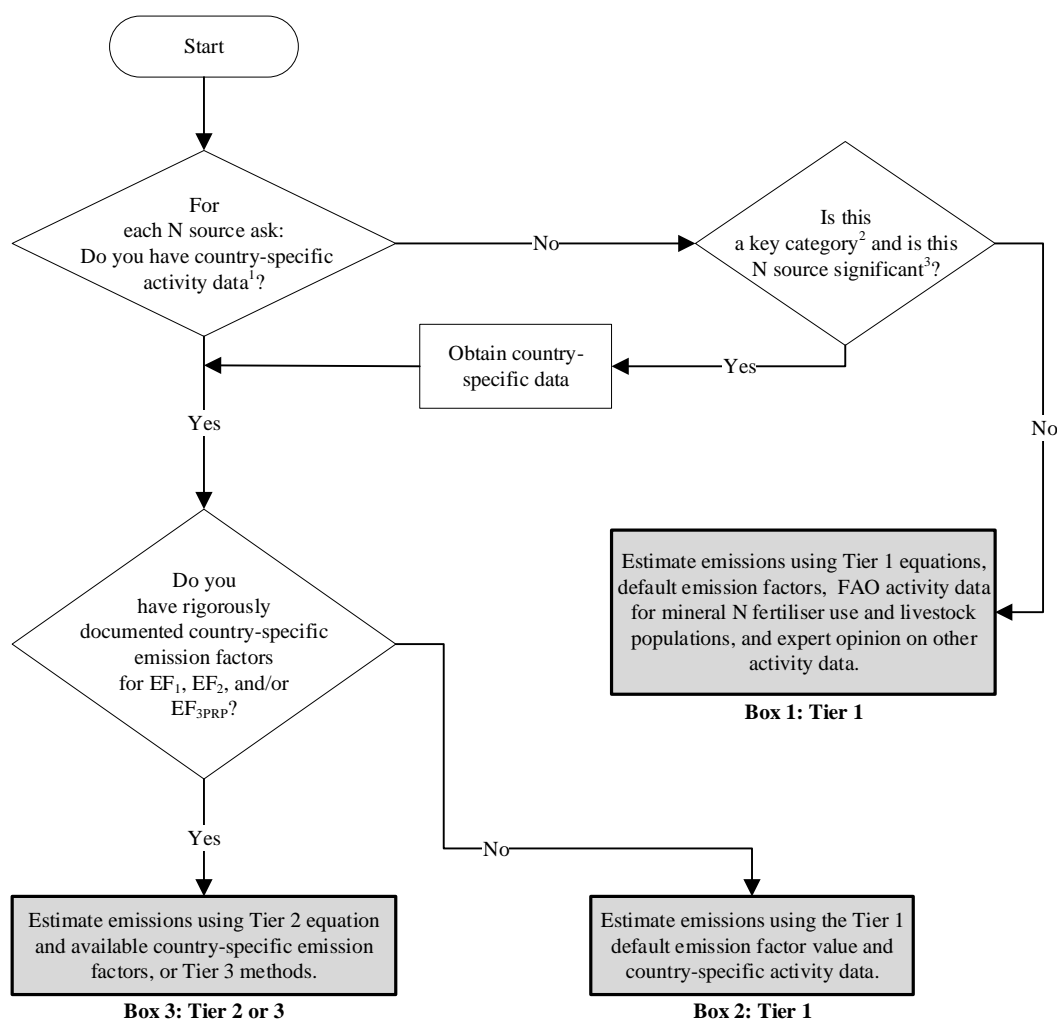 Start
For
each N source ask:
Do you have country-specific
activity data¹?
No
Is this
a key category² and is this
N source significant³?
Obtain country-
specific data
Yes
Yes
No
Estimate emissions using Tier 1 equations,
default emission factors, FAO activity data
for mineral N fertiliser use and livestock
populations, and expert opinion on other
activity data.
Box 1: Tier 1
Do you
have rigorously
documented country-specific
emission factors
for EF₁, EF₂, and/or
EF₃PRP?
Yes
No
Estimate emissions using Tier 2 equation
and available country-specific emission
factors, or Tier 3 methods.
Box 3: Tier 2 or 3
Estimate emissions using the Tier 1
default emission factor value and
country-specific activity data.
Box 2: Tier 1